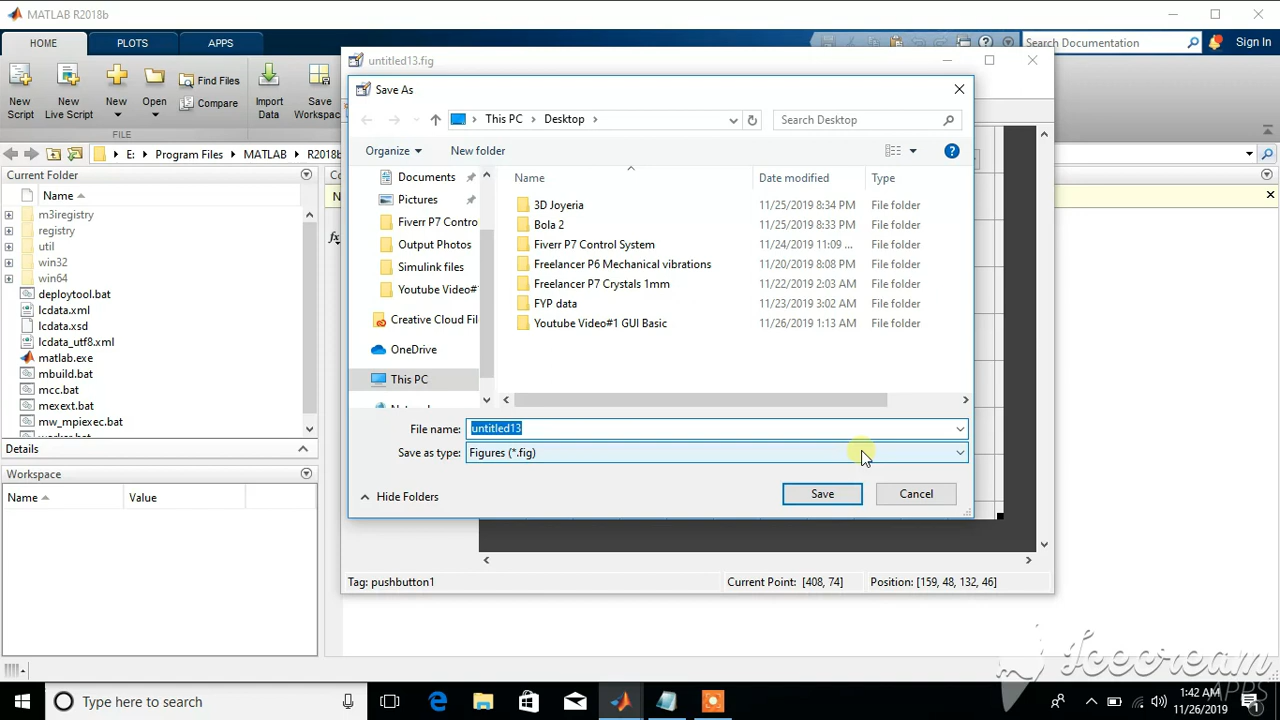 MATLAB R2018b
HOME
PLOTS
APPS
Search Documentation
Sign In
New Script
New Live Script
New
Open
Find Files
Compare
Import Data
Save Workspac
FILE
E:
Program Files
MATLAB
R2018b
Current Folder
Name
m3iregistry
registry
util
win32
win64
deploytool.bat
lcdata.xml
lcdata.xsd
lcdata_utf8.xml
matlab.exe
mbuild.bat
mcc.bat
mexext.bat
mw_mpiexec.bat
Details
Workspace
Name
Value
Co
N
fx
untitled13.fig
Save As
This PC
Desktop
Search Desktop
Organize
New folder
Documents
Pictures
Fiverr P7 Contro
Output Photos
Simulink files
Youtube Video#
Creative Cloud Fil
OneDrive
This PC
Name
Date modified
Type
3D Joyeria 11/25/2019 8:34 PM File folder
Bola 2 11/25/2019 8:33 PM File folder
Fiverr P7 Control System 11/24/2019 11:09 ... File folder
Freelancer P6 Mechanical vibrations 11/20/2019 8:08 PM File folder
Freelancer P7 Crystals 1mm 11/22/2019 2:03 AM File folder
FYP data 11/23/2019 3:02 AM File folder
Youtube Video#1 GUI Basic 11/26/2019 1:13 AM File folder
File name: untitled13
Save as type: Figures (*.fig)
Hide Folders
Save
Cancel
Tag: pushbutton1
Current Point: [408, 74]
Position: [159, 48, 132, 46]
Icecream
APPS
Type here to search
1:42 AM
11/26/2019
1